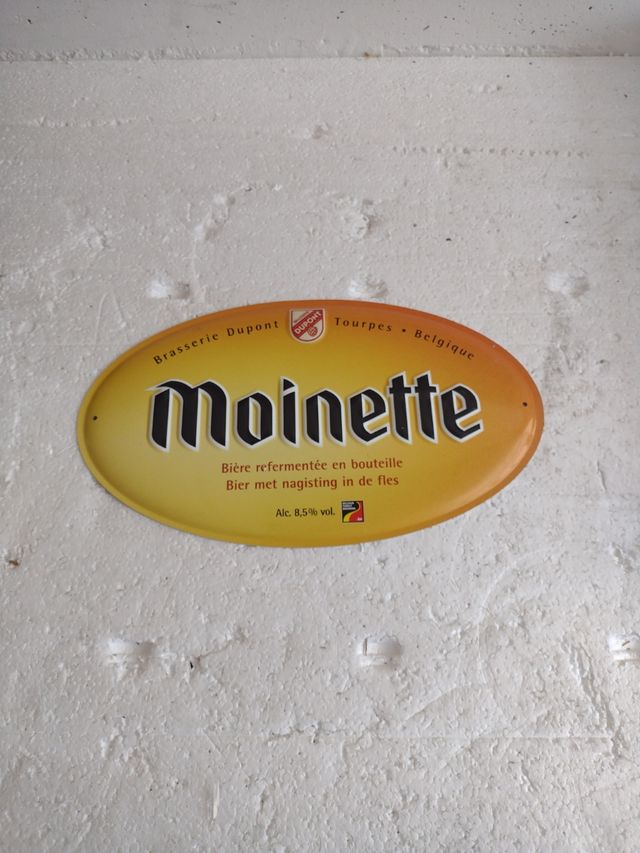 Brasserie Dupont DUPONT Tourpes • Belgique
Moinette
Bière refermentée en bouteille
Bier met nagisting in de fles
Alc. 8,5% vol.